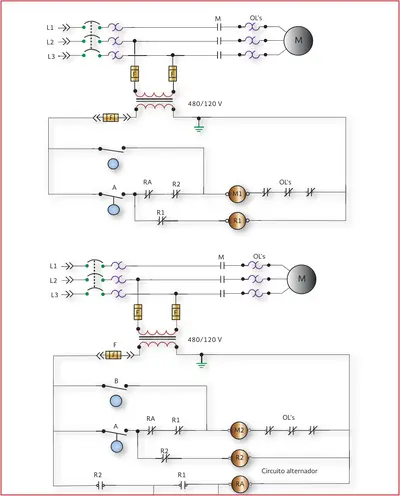 M OL's
L1
L2 M
L3
480/120 V
A RA R2 OL's
M1
R1
R1
M OL's
L1
L2 M
L3
480/120 V
F
B
A RA R1 OL's
M2
R2
R2
Circuito alternador
R2 R1
RA